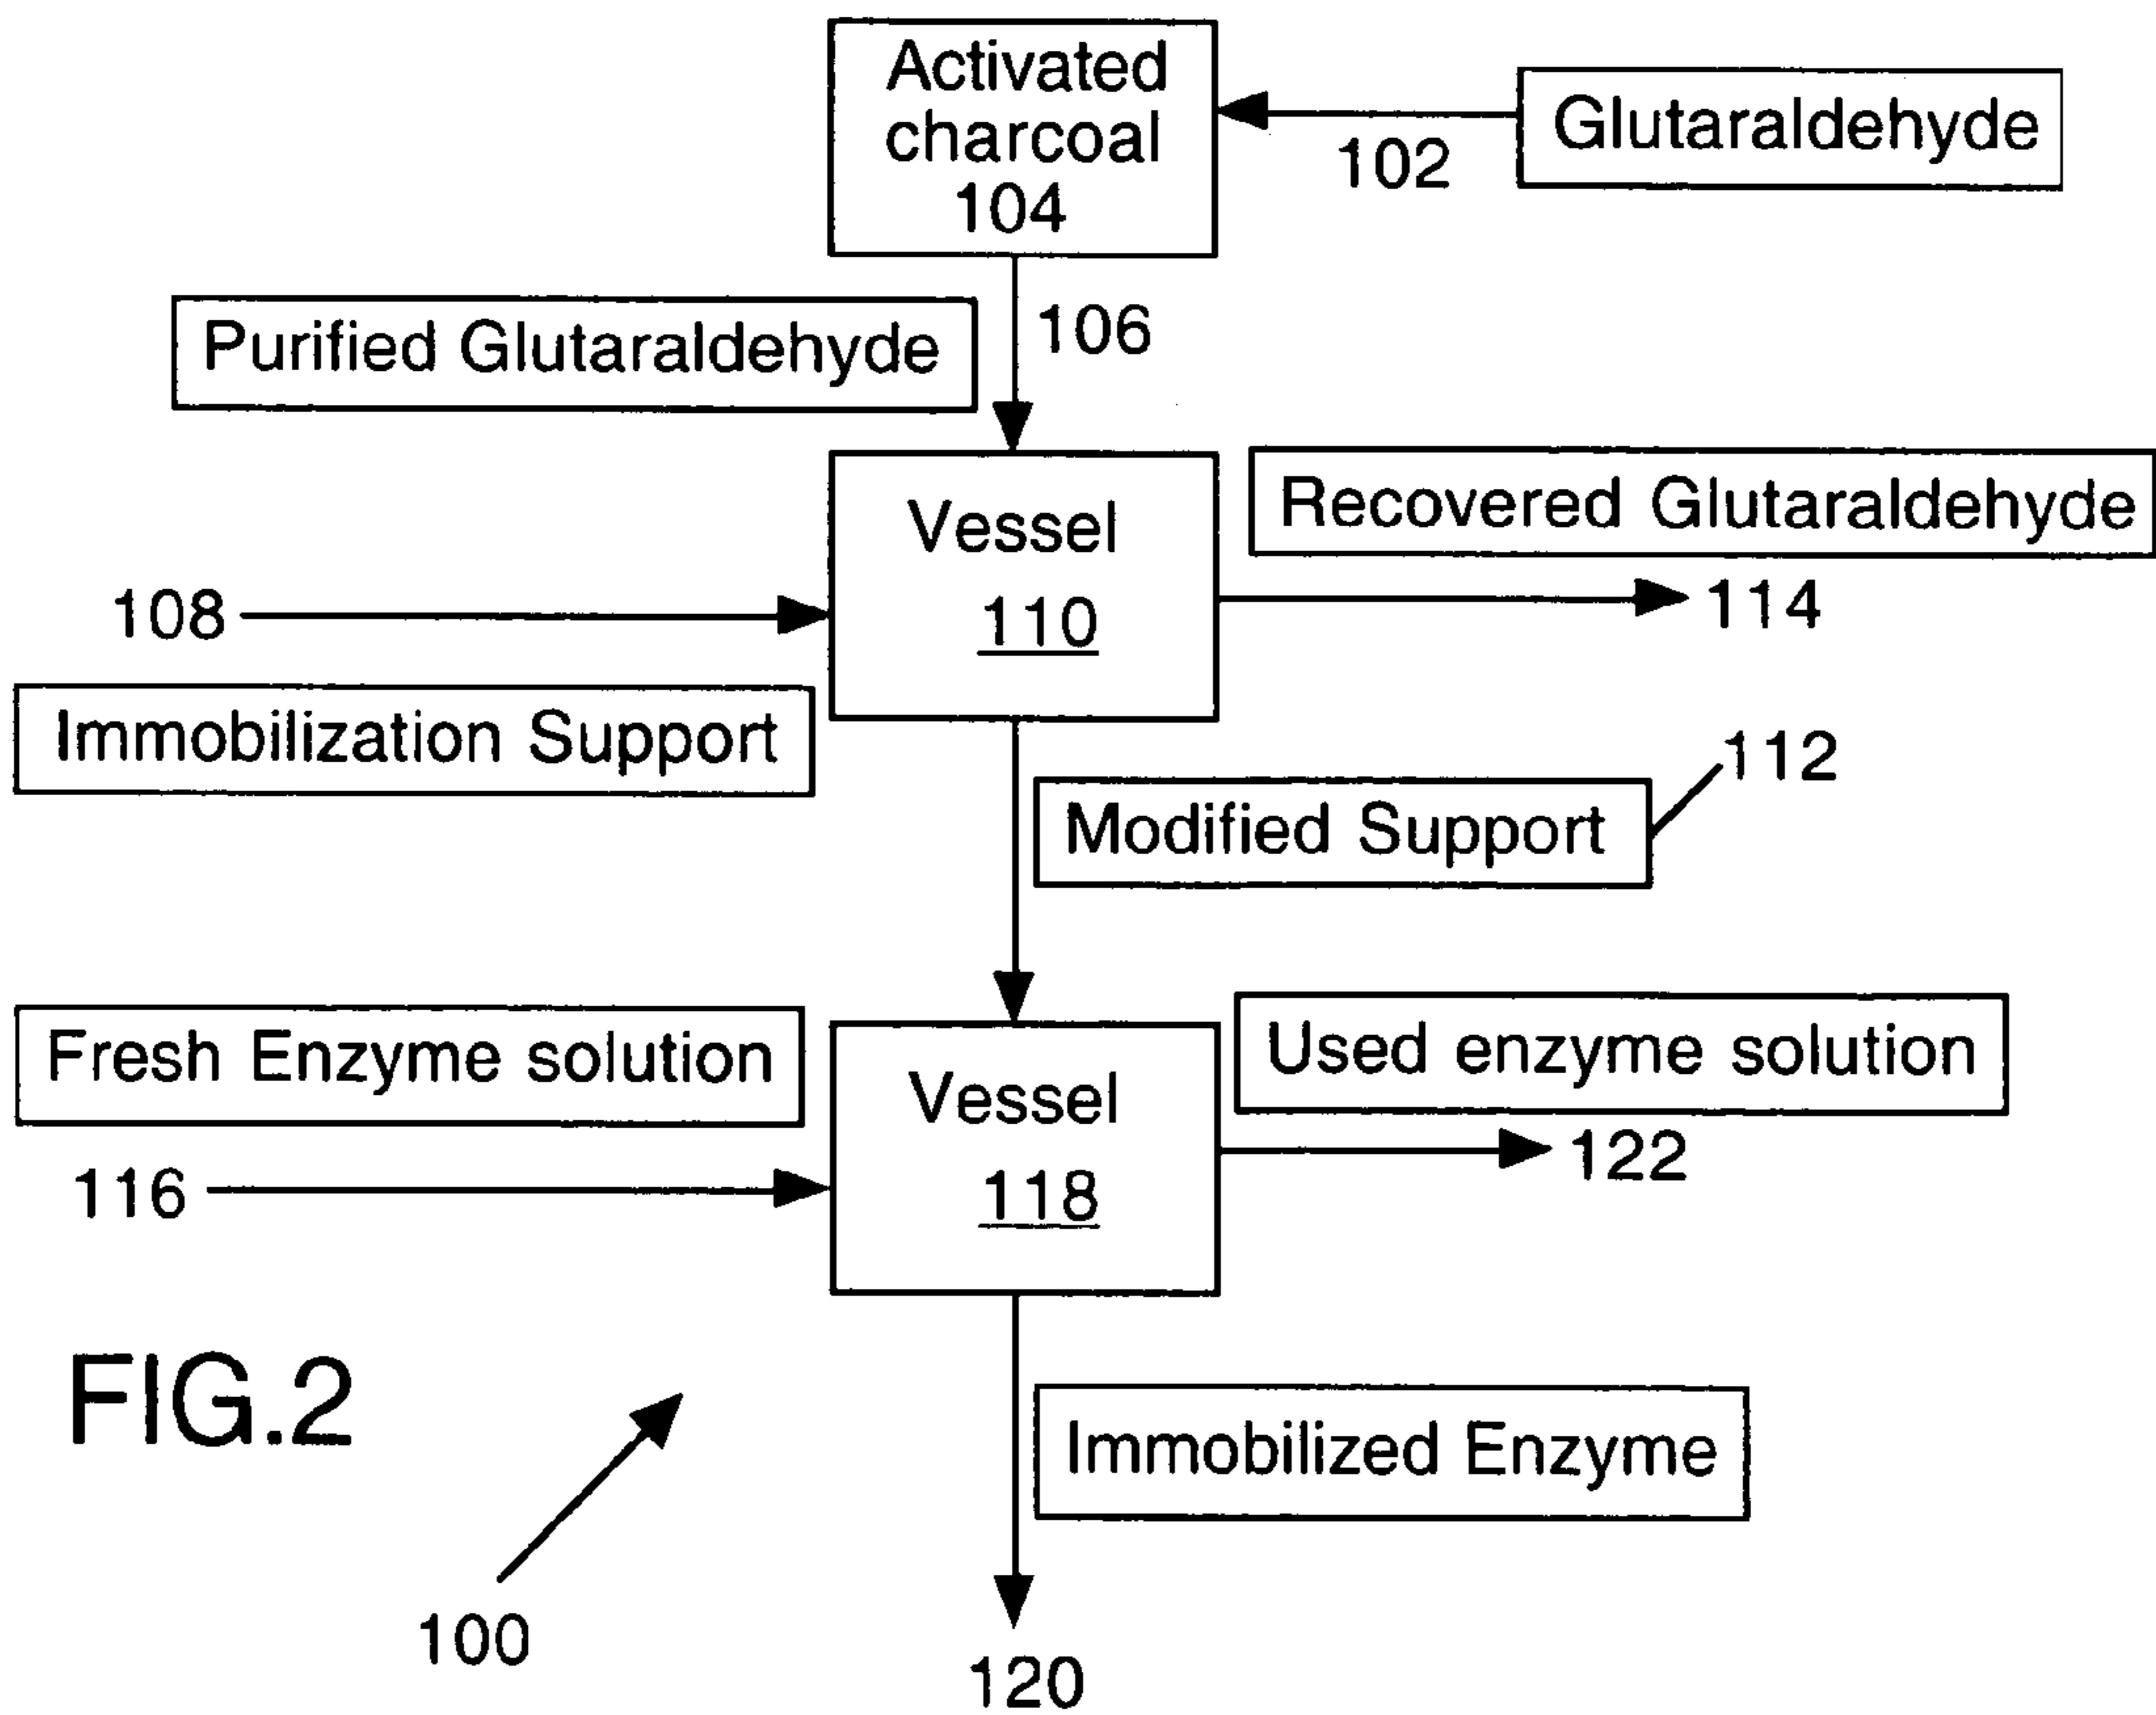 Activated
charcoal
104
Glutaraldehyde
102
Purified Glutaraldehyde
106
Vessel
110
Recovered Glutaraldehyde
114
108
Immobilization Support
112
Modified Support
Fresh Enzyme solution
116
Vessel
118
Used enzyme solution
122
FIG.2
100
Immobilized Enzyme
120